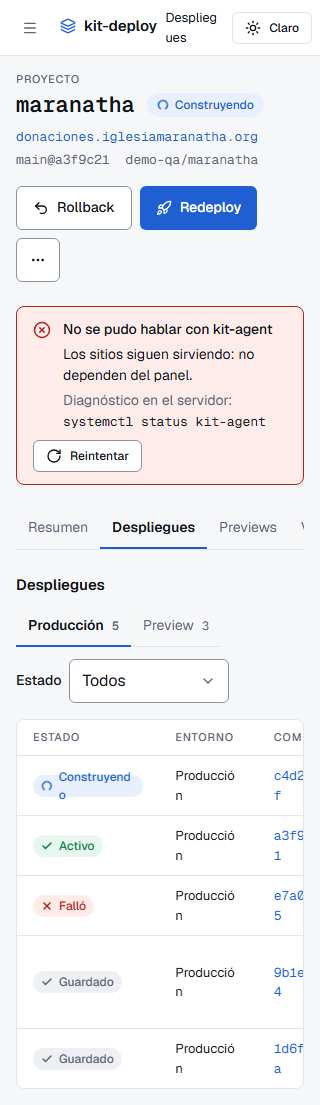 kit-deploy
Desplieg
ues
Claro
PROYECTO
maranatha
Construyendo
donaciones.iglesiamaranatha.org
main@a3f9c21 demo-qa/maranatha
Rollback
Redeploy
...
No se pudo hablar con kit-agent
Los sitios siguen sirviendo: no
dependen del panel.
Diagnóstico en el servidor:
systemctl status kit-agent
Reintentar
Resumen Despliegues Previews
Despliegues
Producción 5 Preview 3
Estado Todos
ESTADO ENTORNO COM
Construyend
o
Producció
n
c4d2
f
Activo
Producció
n
a3f9
1
Falló
Producció
n
e7a0
5
Guardado
Producció
n
9b1e
4
Guardado
Producció
n
1d6f
a